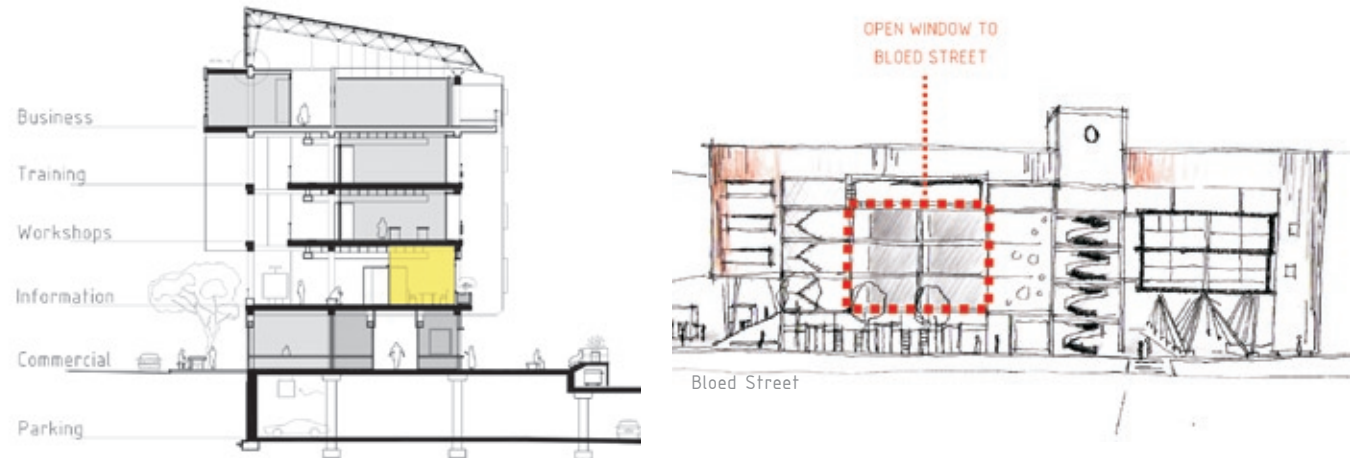 Business
Training
Workshops
Information
Commercial
Parking
OPEN WINDOW TO
BLOED STREET
Bloed Street